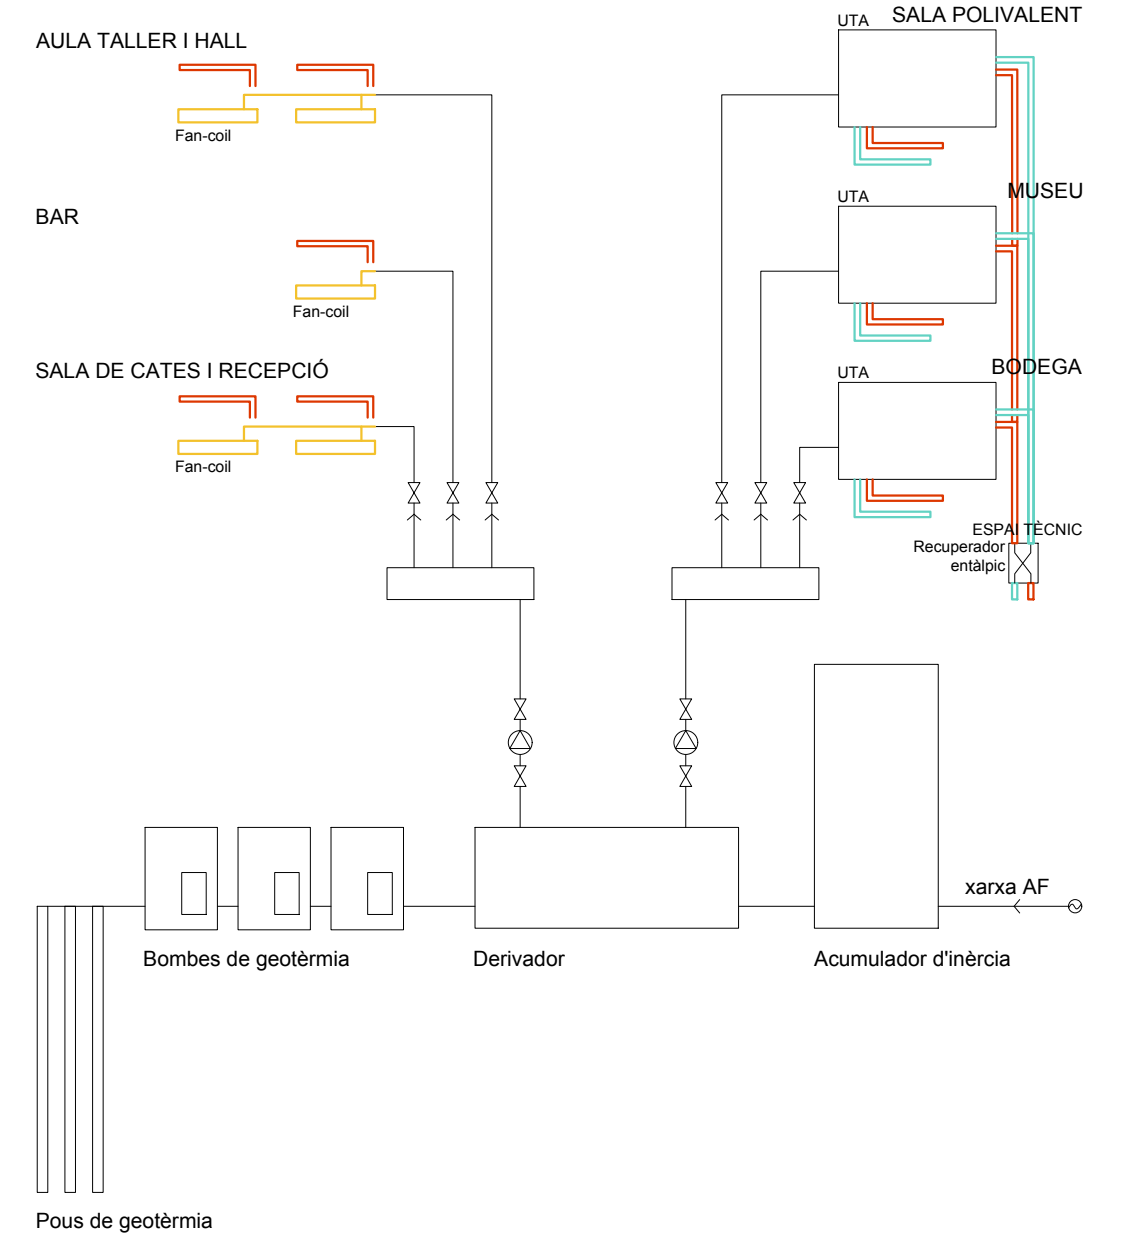 AULA TALLER I HALL
Fan-coil
BAR
Fan-coil
SALA DE CATES I RECEPCIÓ
Fan-coil
UTA
SALA POLIVALENT
UTA
MUSEU
UTA
BODEGA
ESPAI TÈCNIC
Recuperador
entàlpic
xarxa AF
Bombes de geotèrmia
Derivador
Acumulador d'inèrcia
Pous de geotèrmia